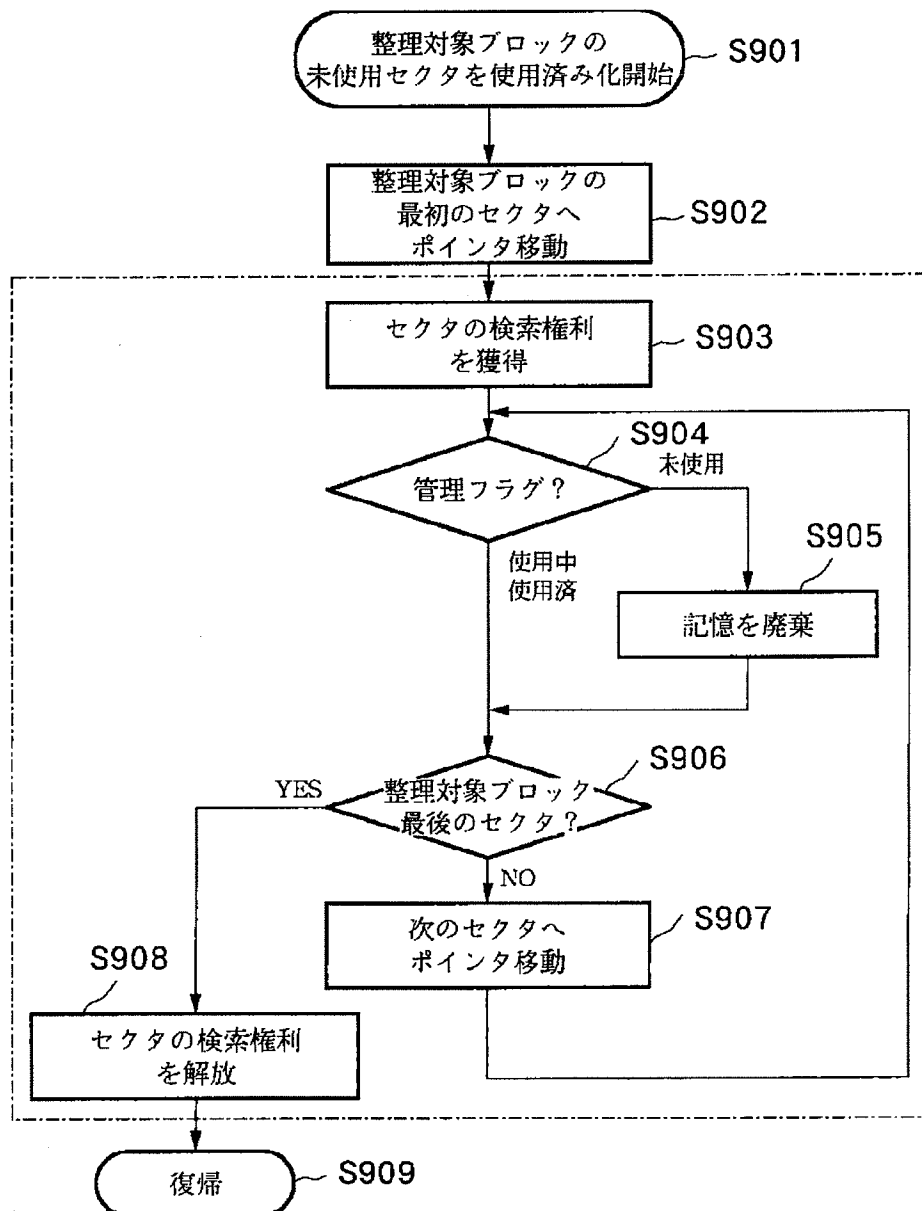 整理対象ブロックの
未使用セクタを使用済み化開始
S901
整理対象ブロックの
最初のセクタへ
ポインタ移動
S902
セクタの検索権利
を獲得
S903
S904
管理フラグ?
未使用
使用中
使用済
S905
記憶を廃棄
S906
整理対象ブロック
最後のセクタ?
YES
NO
次のセクタへ
ポインタ移動
S907
S908
セクタの検索権利
を解放
復帰
S909